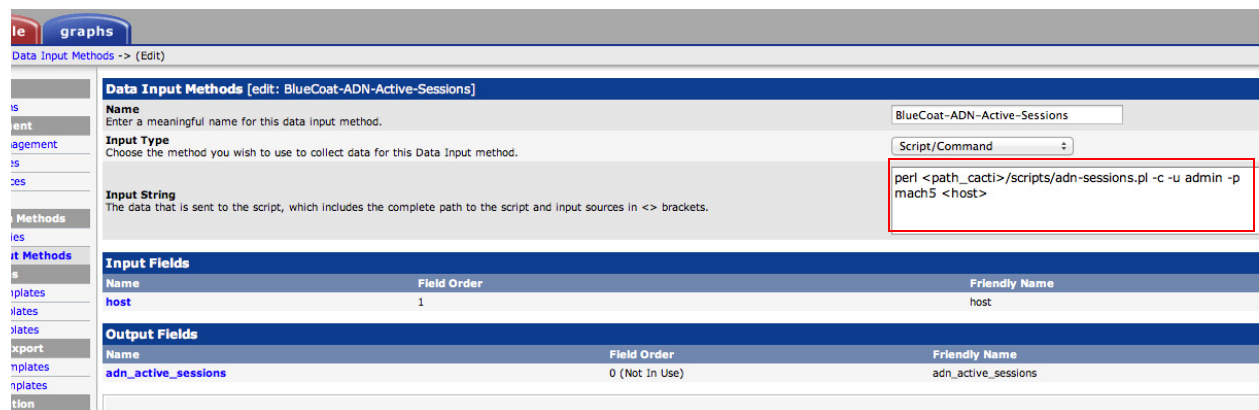 le graphs
Data Input Methods -> (Edit)
Data Input Methods [edit: BlueCoat-ADN-Active-Sessions]
Name
Enter a meaningful name for this data input method.
BlueCoat-ADN-Active-Sessions
Input Type
Choose the method you wish to use to collect data for this Data Input method.
Script/Command
Input String
The data that is sent to the script, which includes the complete path to the script and input sources in <> brackets.
perl <path_cacti>/scripts/adn-sessions.pl -c -u admin -p
mach5 <host>
ns
ent
agement
es
ces
n Methods
ies
ut Methods
s
nplates
plates
plates
xport
mplates
nplates
tion
Input Fields
Name Field Order Friendly Name
host 1 host
Output Fields
Name Field Order Friendly Name
adn_active_sessions 0 (Not In Use) adn_active_sessions